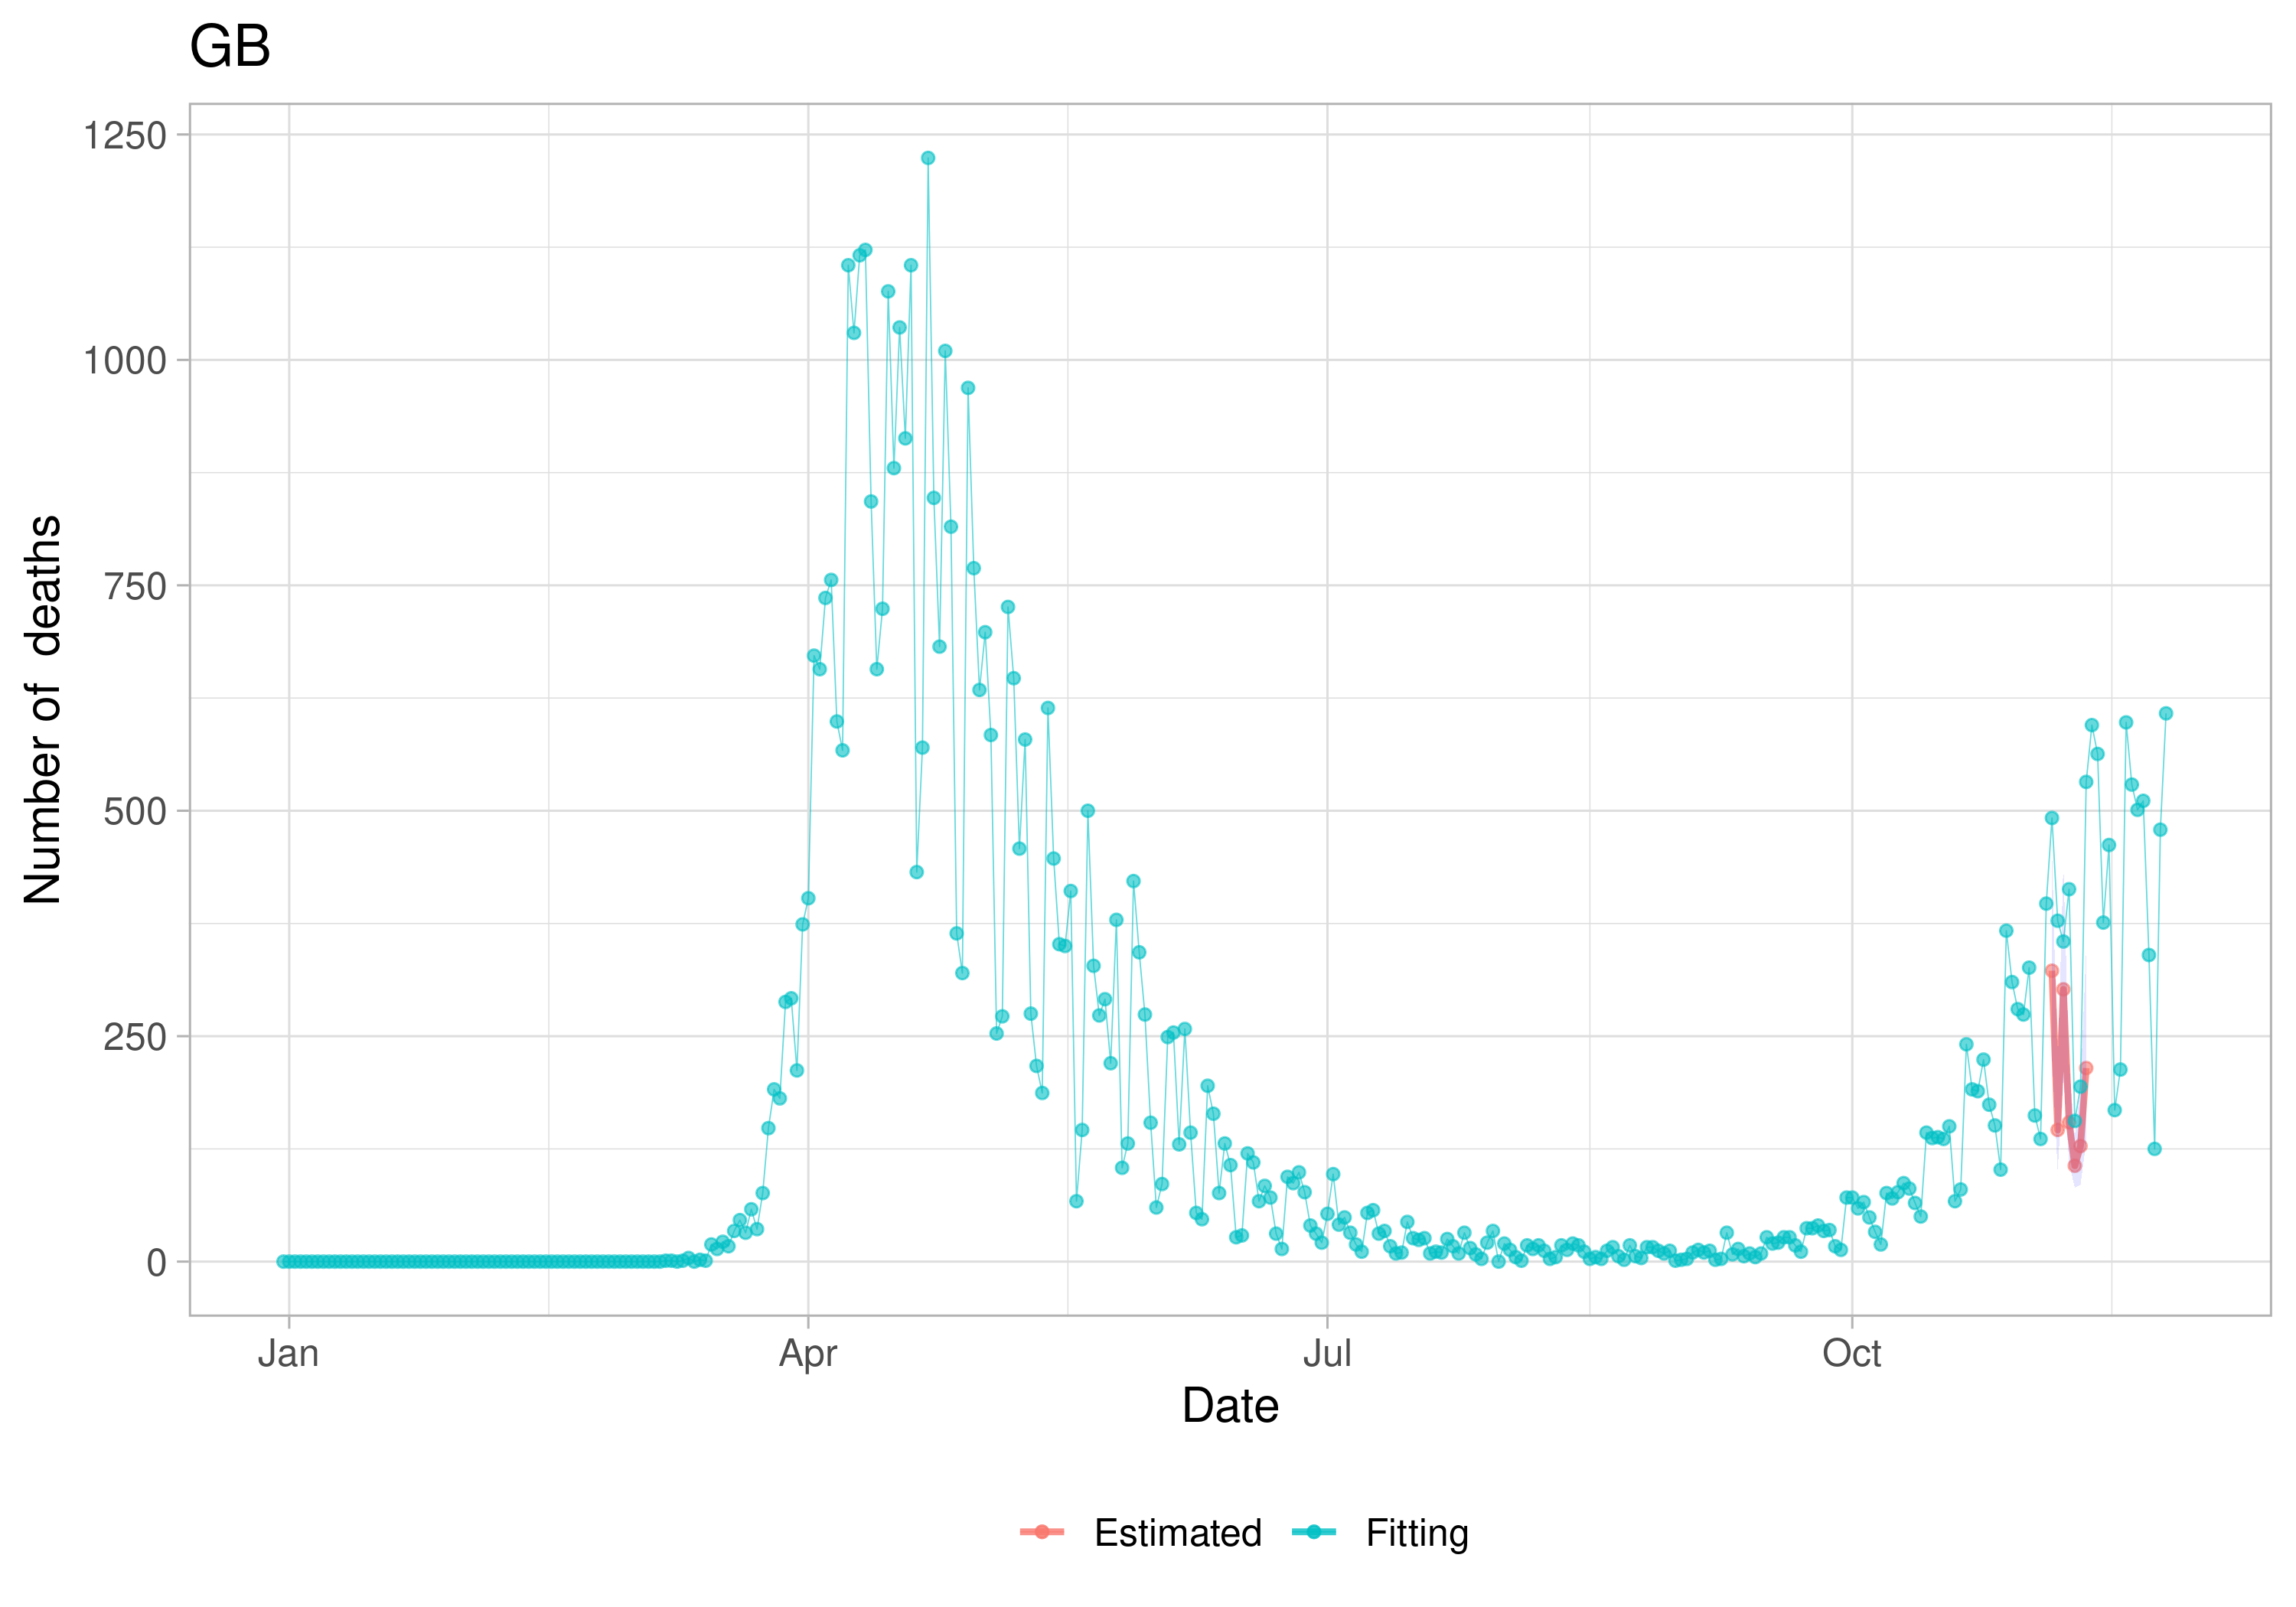 GB
1250
1000
750
500
250
0
Number of deaths
Jan Apr Jul Oct
Date
Estimated Fitting